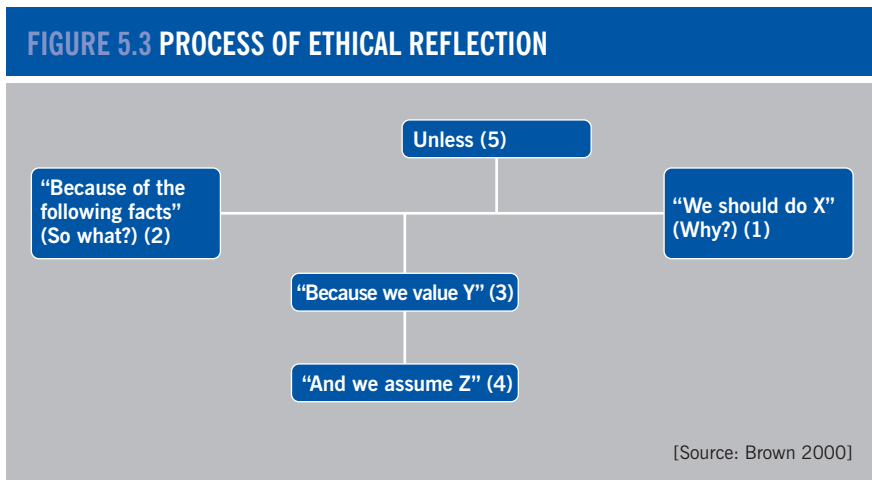 FIGURE 5.3 PROCESS OF ETHICAL REFLECTION
Unless (5)
“Because of the
following facts”
(So what?) (2)
“We should do X”
(Why?) (1)
“Because we value Y” (3)
“And we assume Z” (4)
[Source: Brown 2000]